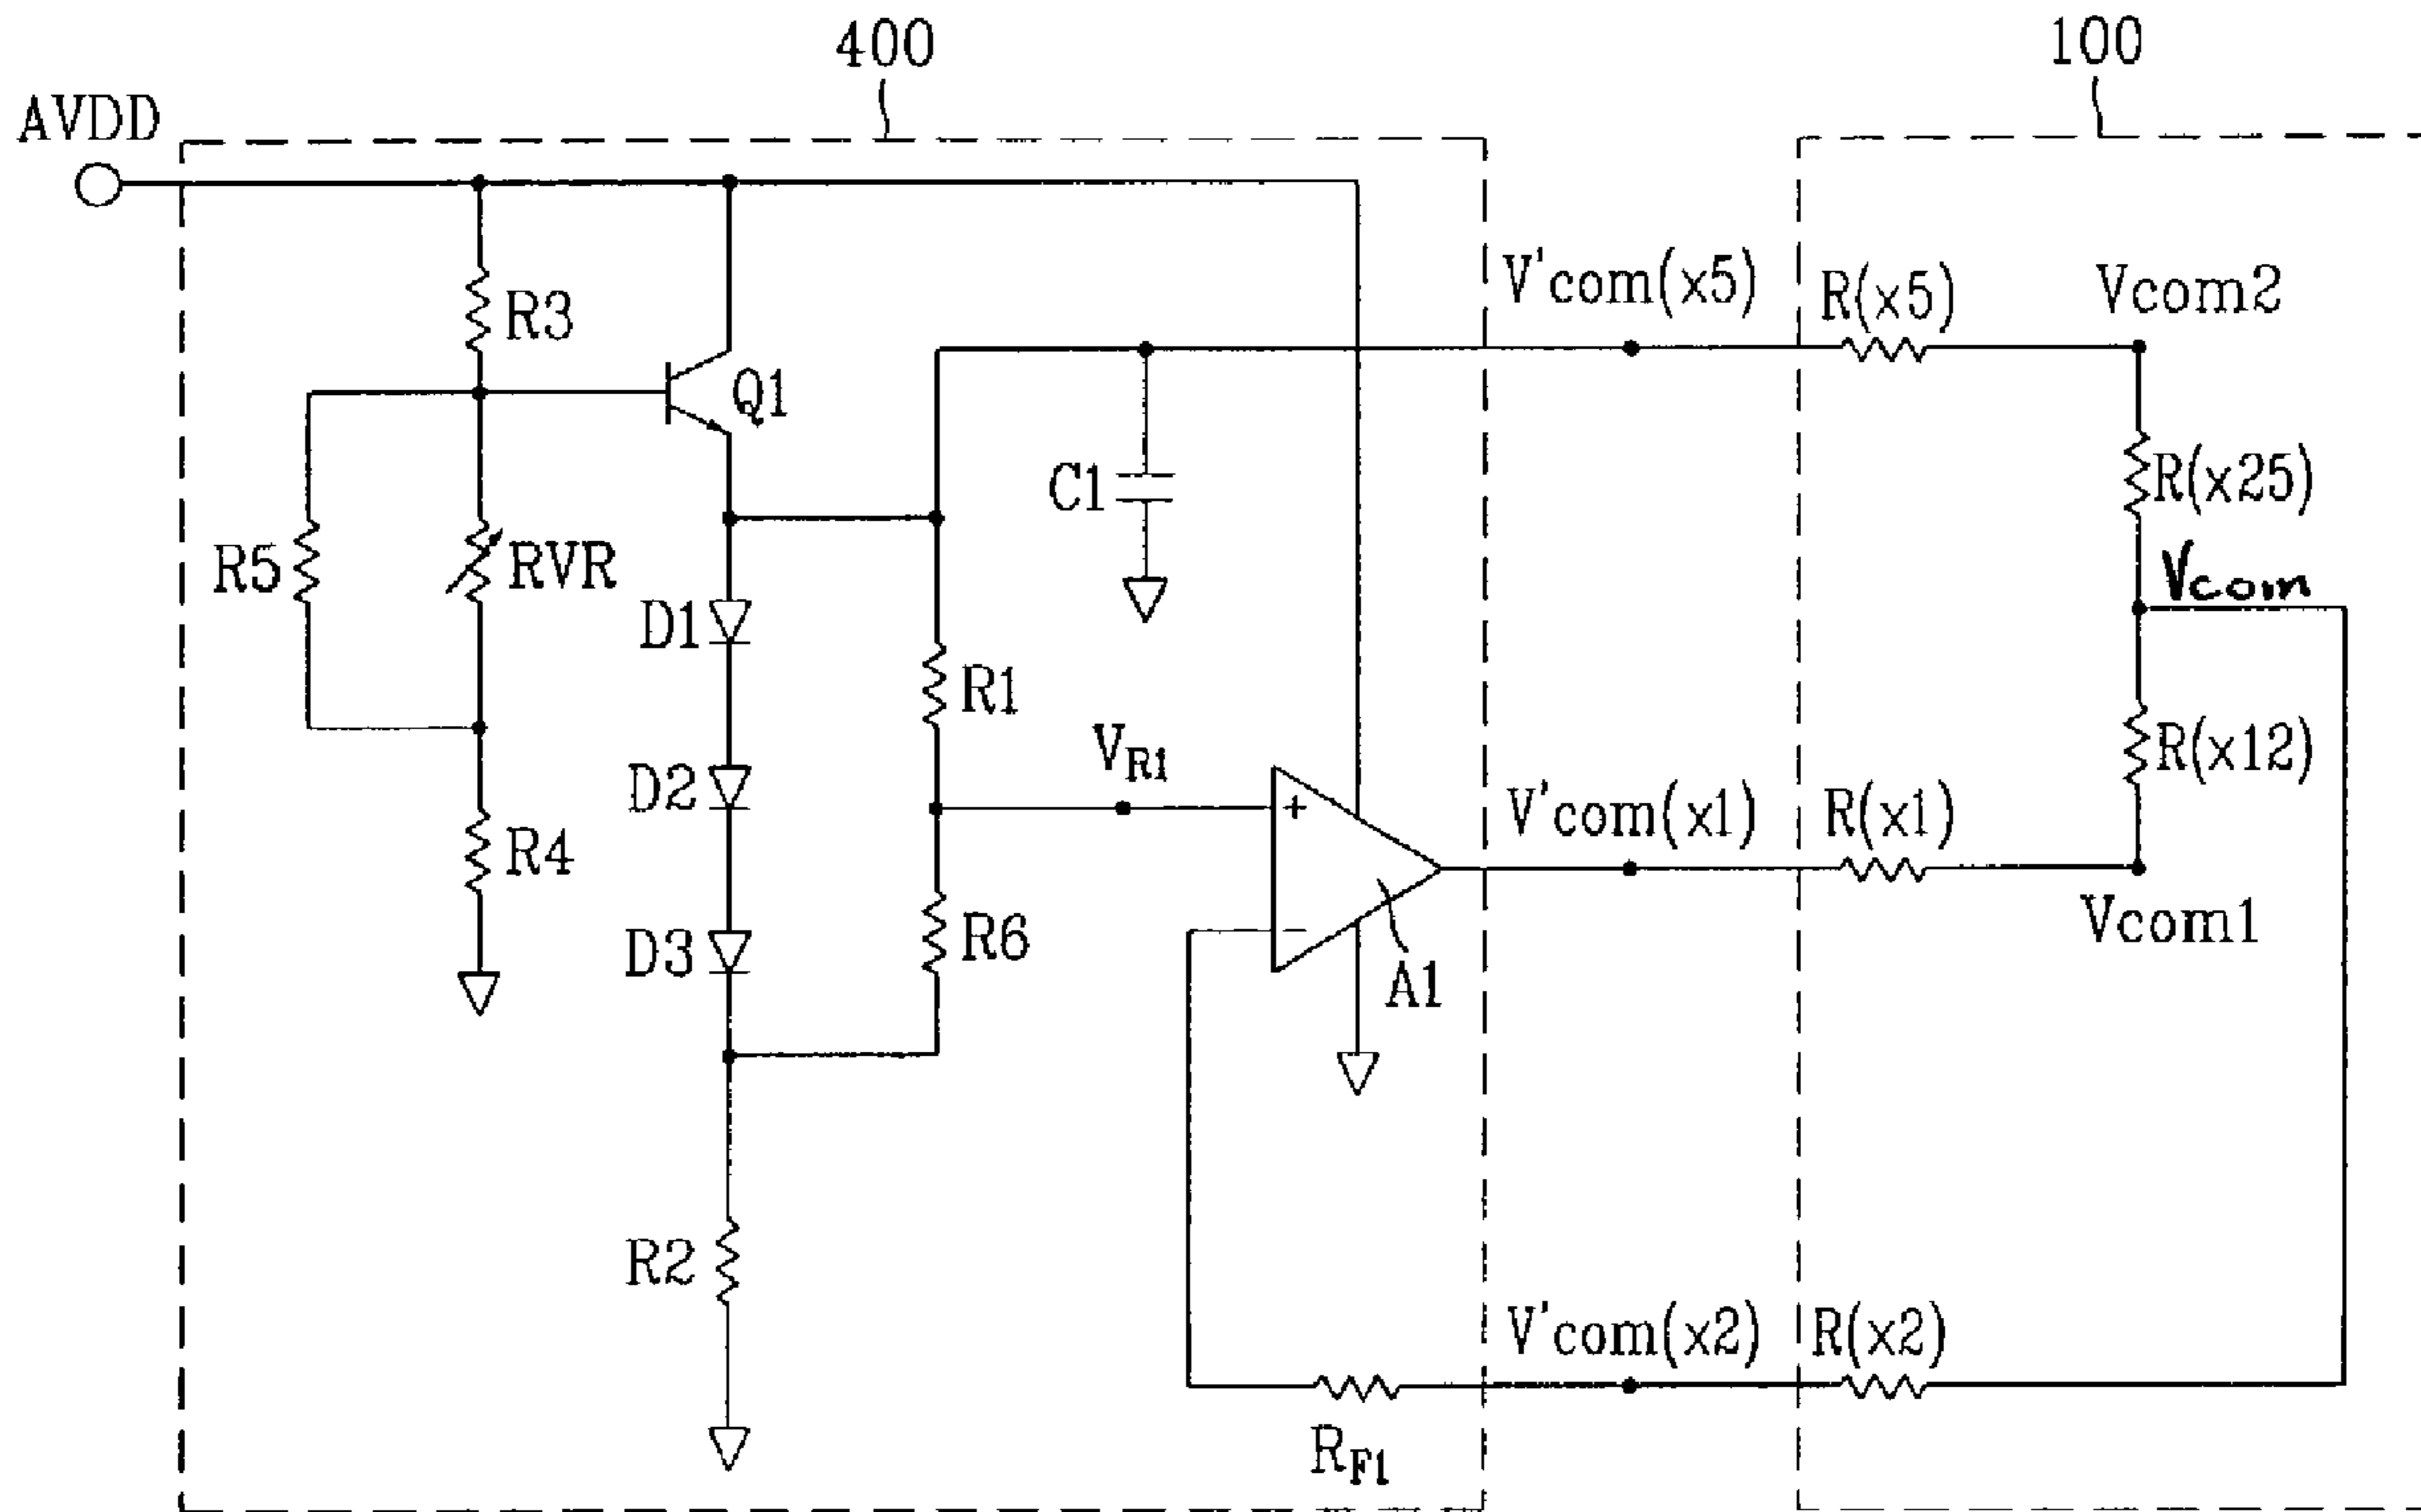 400
100
AVDD
V'com(x5)
R(x5)
Vcom2
R3
Q1
C1
R(x25)
R5
RVR
Vcom
D1
R1
VR1
R(x12)
D2
+
V'com(x1)
R(x1)
R4
Vcom1
D3
R6
−
A1
R2
V'com(x2)
R(x2)
RF1